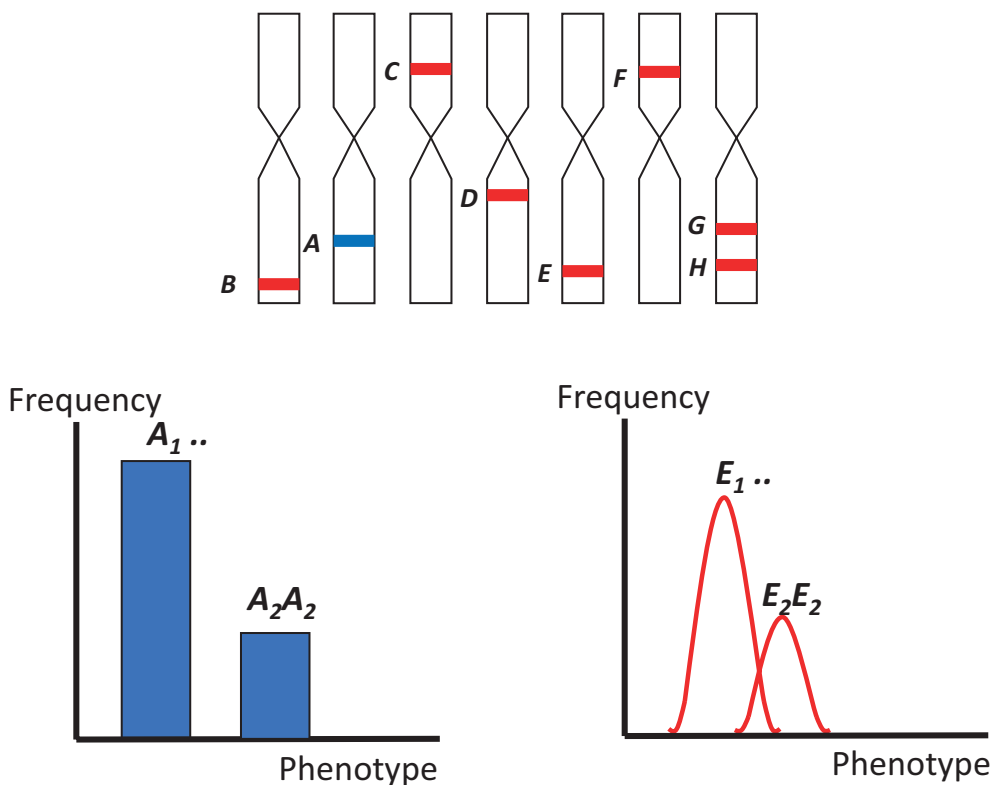 C
F
D
G
A
H
E
B
Frequency
A₁ ..
A₂A₂
Phenotype
Frequency
E₁ ..
E₂E₂
Phenotype